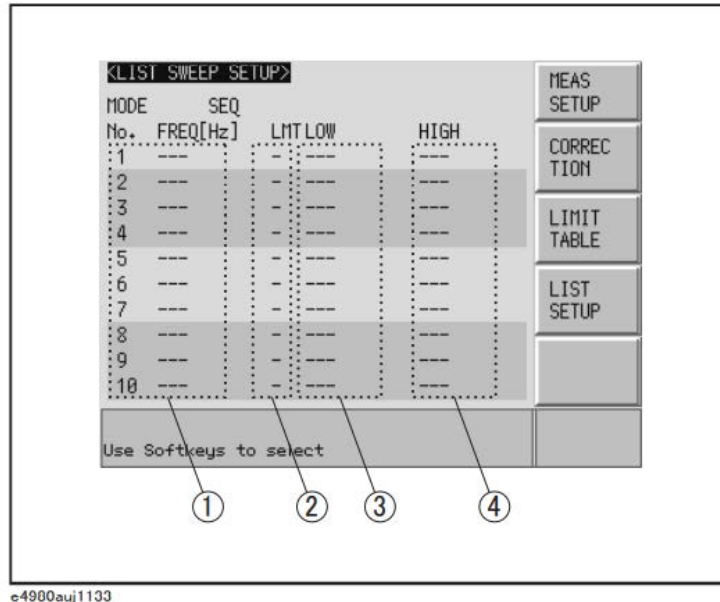 <LIST SWEEP SETUP>
MODE SEQ
No. FREQ[Hz] LMT LOW HIGH
1 --- - --- ---
2 --- - --- ---
3 --- - --- ---
4 --- - --- ---
5 --- - --- ---
6 --- - --- ---
7 --- - --- ---
8 --- - --- ---
9 --- - --- ---
10 --- - --- ---
MEAS
SETUP
CORREC
TION
LIMIT
TABLE
LIST
SETUP
Use Softkeys to select
① ② ③ ④
e4980auj1133